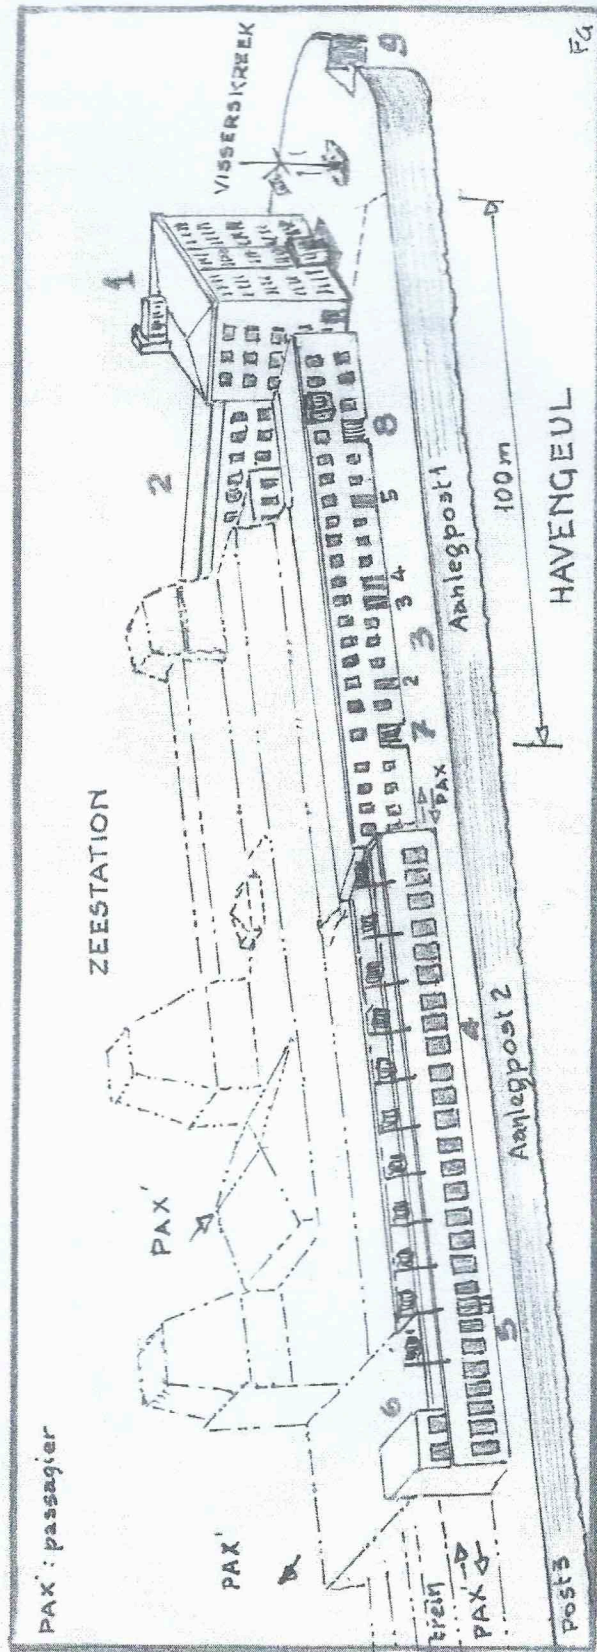 PAX' : passagier
ZEESTATION
2
1
VISSERSKREEK
PAX'
PAX'
9
6
trein
PAX'
5
4
PAX
7
2
3
3
4
5
8
Post 3
Aanlegpost 2
Aanlegpost 1
100m
HAVENGEUL
FG